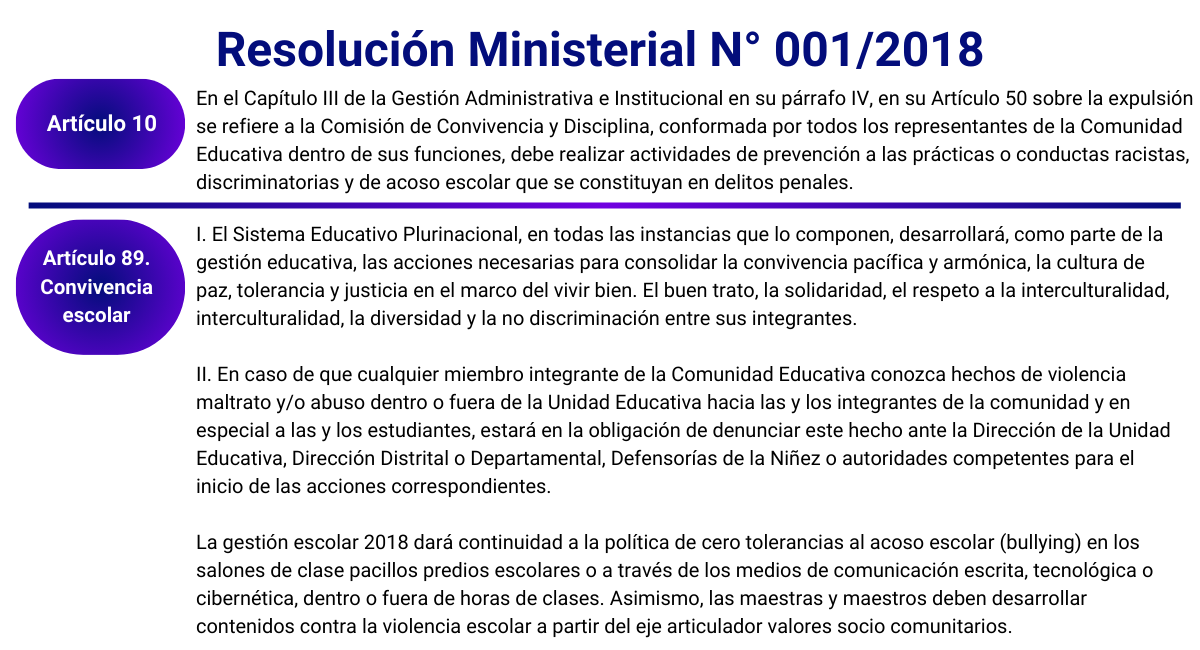 Resolución Ministerial N° 001/2018
Artículo 10
En el Capítulo III de la Gestión Administrativa e Institucional en su párrafo IV, en su Artículo 50 sobre la expulsión
se refiere a la Comisión de Convivencia y Disciplina, conformada por todos los representantes de la Comunidad
Educativa dentro de sus funciones, debe realizar actividades de prevención a las prácticas o conductas racistas,
discriminatorias y de acoso escolar que se constituyan en delitos penales.
Artículo 89.
Convivencia
escolar
I. El Sistema Educativo Plurinacional, en todas las instancias que lo componen, desarrollará, como parte de la
gestión educativa, las acciones necesarias para consolidar la convivencia pacífica y armónica, la cultura de
paz, tolerancia y justicia en el marco del vivir bien. El buen trato, la solidaridad, el respeto a la interculturalidad,
interculturalidad, la diversidad y la no discriminación entre sus integrantes.
II. En caso de que cualquier miembro integrante de la Comunidad Educativa conozca hechos de violencia
maltrato y/o abuso dentro o fuera de la Unidad Educativa hacia las y los integrantes de la comunidad y en
especial a las y los estudiantes, estará en la obligación de denunciar este hecho ante la Dirección de la Unidad
Educativa, Dirección Distrital o Departamental, Defensorías de la Niñez o autoridades competentes para el
inicio de las acciones correspondientes.
La gestión escolar 2018 dará continuidad a la política de cero tolerancias al acoso escolar (bullying) en los
salones de clase pacillos predios escolares o a través de los medios de comunicación escrita, tecnológica o
cibernética, dentro o fuera de horas de clases. Asimismo, las maestras y maestros deben desarrollar
contenidos contra la violencia escolar a partir del eje articulador valores socio comunitarios.